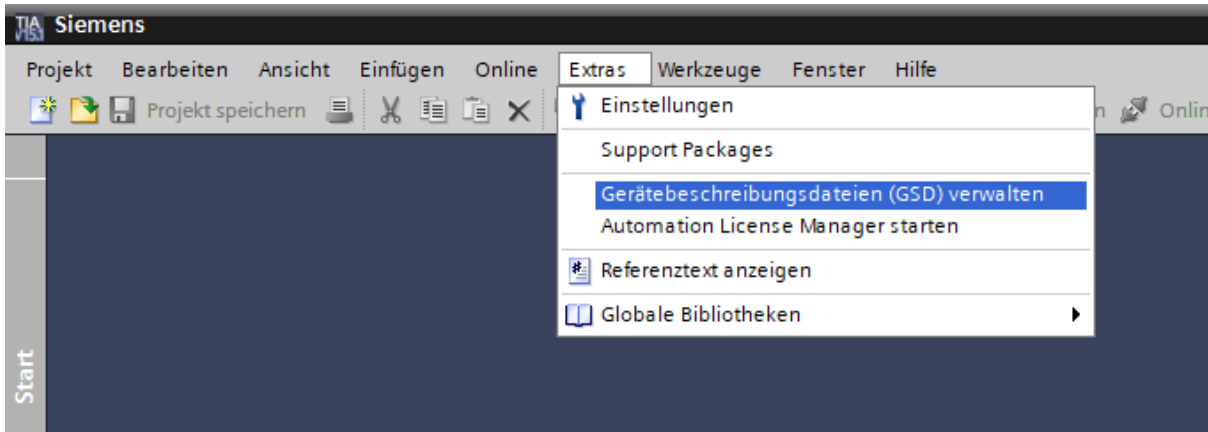 TIA V15.1 Siemens
Projekt Bearbeiten Ansicht Einfügen Online Extras Werkzeuge Fenster Hilfe
Projekt speichern
Einstellungen
Support Packages
Gerätebeschreibungsdateien (GSD) verwalten
Automation License Manager starten
Referenztext anzeigen
Globale Bibliotheken
Start